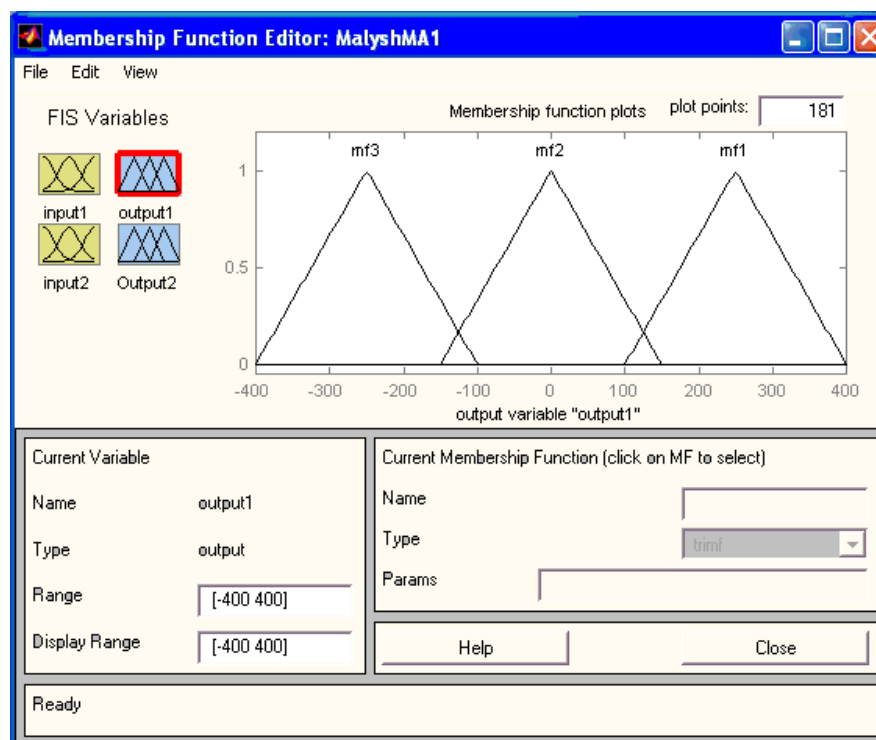 Membership Function Editor: MalyshMA1
File Edit View
FIS Variables
Membership function plots plot points: 181
input1 output1
input2 Output2
mf3 mf2 mf1
1
0.5
0
-400 -300 -200 -100 0 100 200 300 400
output variable "output1"
Current Variable
Name output1
Type output
Range [-400 400]
Display Range [-400 400]
Current Membership Function (click on MF to select)
Name
Type trimf
Params
Help Close
Ready